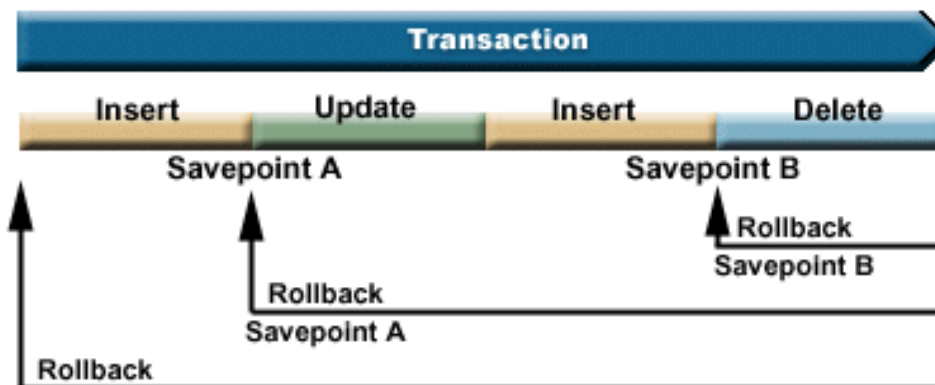 Transaction
Insert Update Insert Delete
Savepoint A Savepoint B
Rollback
Savepoint B
Rollback
Savepoint A
Rollback